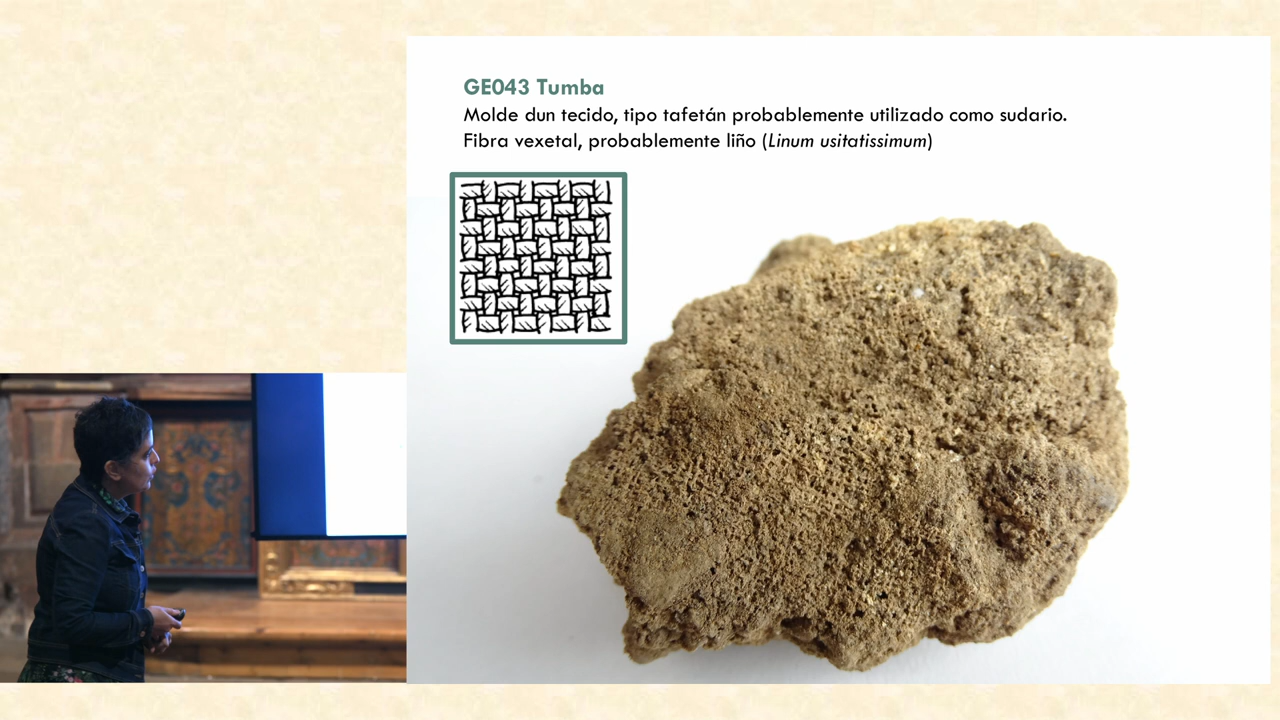 GE043 Tumba
Molde dun tecido, tipo tafetán probablemente utilizado como sudario.
Fibra vexetal, probablemente liño (Linum usitatissimum)